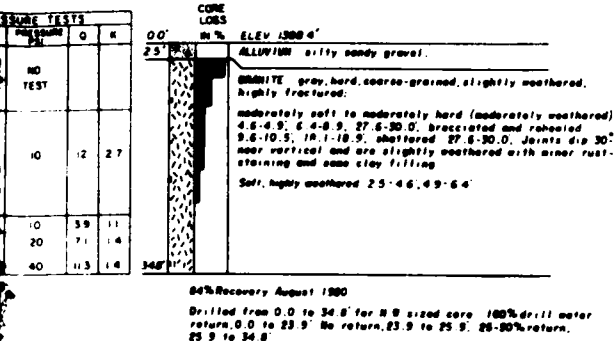 SSURE TESTS
PRESSURE PSI Q K
NO TEST
10 12 2.7
10 5.9 1.1
20 7.1 1.4
40 11.3 1.4
CORE LOSS IN %
0.0' ELEV 1388.4'
2.5' ALLUVIUM silty sandy gravel.
GRANITE gray, hard, coarse-grained, slightly weathered,
highly fractured;
moderately soft to moderately hard (moderately weathered)
4.6-4.9', 6.4-8.9', 27.6-30.0', brecciated and rehealed
9.6-10.5', 18.1-18.9', shattered 27.6-30.0', Joints dip 30°-
near vertical and are slightly weathered with minor rust-
staining and some clay filling
Soft, highly weathered 2.5-4.6', 4.9-6.4'
34.8'
84% Recovery August 1980
Drilled from 0.0 to 34.8' for N W sized core 100% drill water
return, 0.0 to 23.9' No return, 23.9 to 25.9' 25-90% return,
25.9 to 34.8'